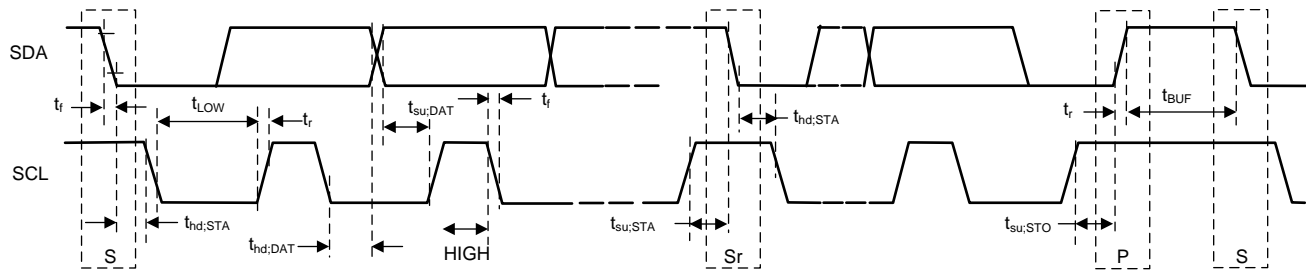 SDA
t_f
t_LOW
t_r
t_su;DAT
t_f
t_hd;STA
t_r
t_BUF
SCL
t_hd;STA
t_hd;DAT
HIGH
t_su;STA
t_su;STO
S
Sr
P
S